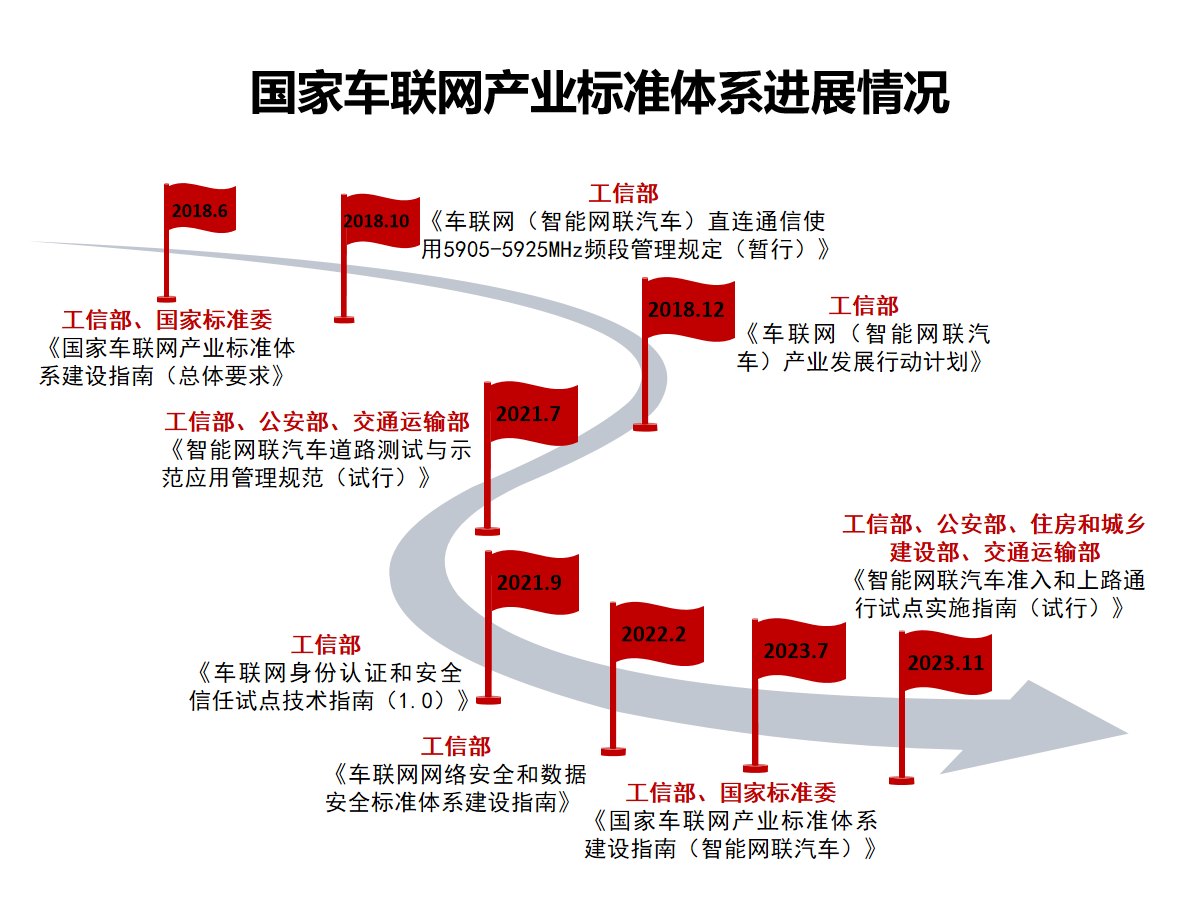 国家车联网产业标准体系进展情况
2018.6
工信部、国家标准委
《国家车联网产业标准体
系建设指南（总体要求》
2018.10
工信部
《车联网（智能网联汽车）直连通信使
用5905-5925MHz频段管理规定（暂行）》
2018.12
工信部
《车联网（智能网联汽
车）产业发展行动计划》
2021.7
工信部、公安部、交通运输部
《智能网联汽车道路测试与示
范应用管理规范（试行）》
2021.9
工信部
《车联网身份认证和安全
信任试点技术指南（1.0）》
2022.2
工信部
《车联网网络安全和数据
安全标准体系建设指南》
2023.7
工信部、国家标准委
《国家车联网产业标准体系
建设指南（智能网联汽车）》
2023.11
工信部、公安部、住房和城乡
建设部、交通运输部
《智能网联汽车准入和上路通
行试点实施指南（试行）》